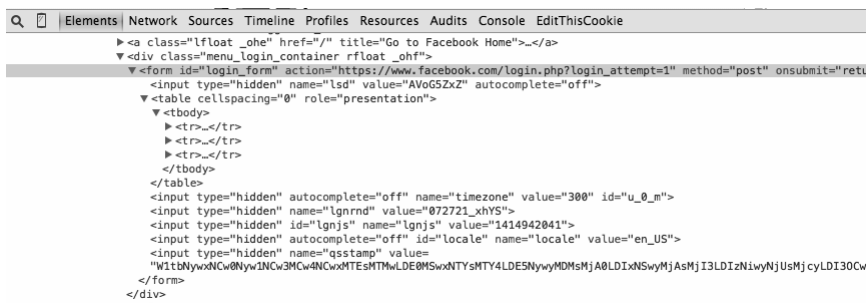 Elements Network Sources Timeline Profiles Resources Audits Console EditThisCookie
▶<a class="lfloat _ohe" href="/" title="Go to Facebook Home">…</a>
▼<div class="menu_login_container rfloat _ohf">
▼<form id="login_form" action="https://www.facebook.com/login.php?login_attempt=1" method="post" onsubmit="retu
<input type="hidden" name="lsd" value="AVoG5ZxZ" autocomplete="off">
▼<table cellspacing="0" role="presentation">
▼<tbody>
▶<tr>…</tr>
▶<tr>…</tr>
▶<tr>…</tr>
</tbody>
</table>
<input type="hidden" autocomplete="off" name="timezone" value="300" id="u_0_m">
<input type="hidden" name="lgnrnd" value="072721_xhYS">
<input type="hidden" id="lgnjs" name="lgnjs" value="1414942041">
<input type="hidden" autocomplete="off" id="locale" name="locale" value="en_US">
<input type="hidden" name="qsstamp" value=
"W1tbNywxNCw0Nyw1NCw3MCw4NCwxMTEsMTMwLDE0MSwxNTYsMTY4LDE5NywyMDMsMjA0LDIxNSwyMjAsMjI3LDIzNiwyNjUsMjcyLDI3OCw
</form>
</div>